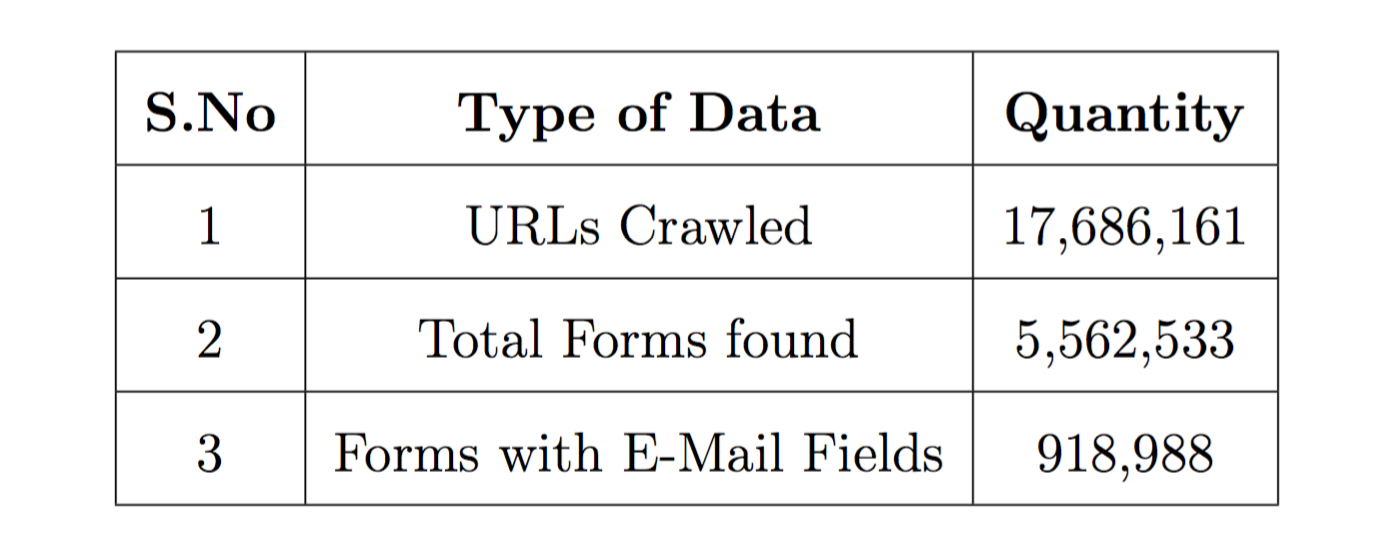 S.No Type of Data Quantity
1 URLs Crawled 17,686,161
2 Total Forms found 5,562,533
3 Forms with E-Mail Fields 918,988